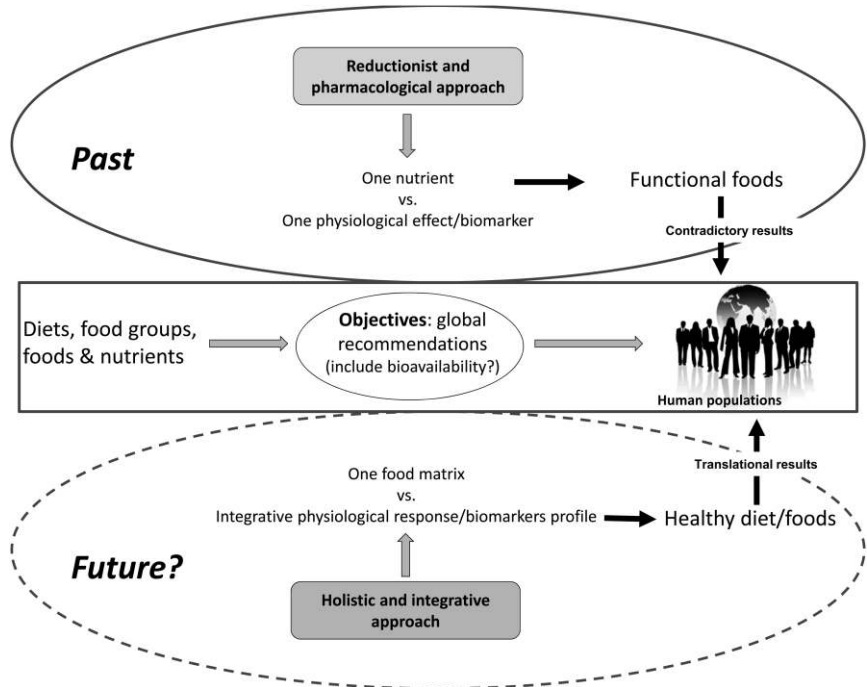 Reductionist and
pharmacological approach
Past
One nutrient
vs.
One physiological effect/biomarker
Functional foods
Contradictory results
Diets, food groups,
foods & nutrients
Objectives: global
recommendations
(include bioavailability?)
Human populations
Translational results
One food matrix
vs.
Integrative physiological response/biomarkers profile
Healthy diet/foods
Future?
Holistic and integrative
approach